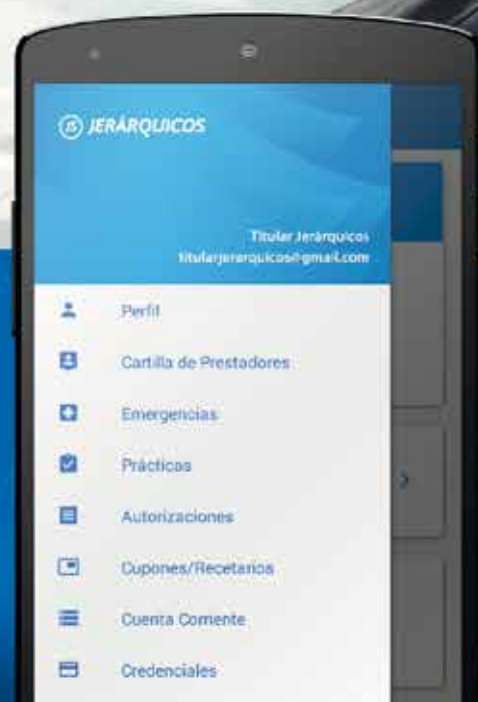 JS JERÁRQUICOS
Titular Jerárquicos
titularjerarquicos@gmail.com
Perfil
Cartilla de Prestadores
Emergencias
Prácticas
Autorizaciones
Cupones/Recetarios
Cuenta Corriente
Credenciales